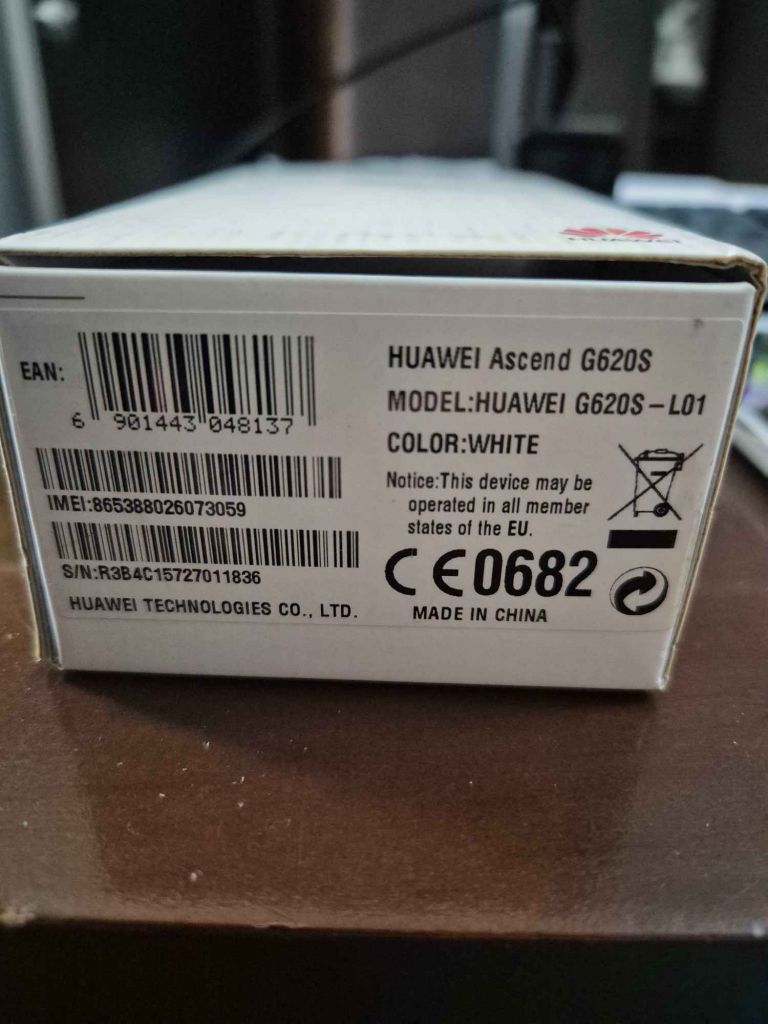 HUAWEI
EAN:
6 901443 048137
IMEI:865388026073059
S/N:R3B4C15727011836
HUAWEI TECHNOLOGIES CO., LTD.
HUAWEI Ascend G620S
MODEL:HUAWEI G620S-L01
COLOR:WHITE
Notice:This device may be
operated in all member
states of the EU.
CE0682
MADE IN CHINA